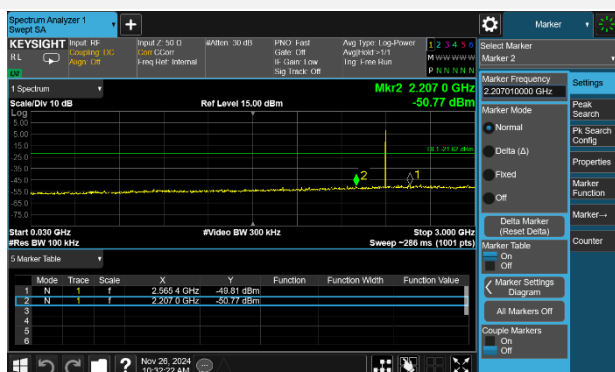 Spectrum Analyzer 1
Swept SA
Marker
KEYSIGHT Input: RF Input Z: 50 Ω #Atten: 30 dB PNO: Fast Avg Type: Log-Power 1 2 3 4 5 6
RL Coupling: DC Corr CCorr Gate: Off Avg|Hold:>1/1 M W W W W W
Align: Off Freq Ref: Internal IF Gain: Low Trig: Free Run
Sig Track: Off P N N N N N
LXI
Select Marker
Marker 2
1 Spectrum
Mkr2 2.207 0 GHz
Scale/Div 10 dB Ref Level 15.00 dBm -50.77 dBm
Log
5.00
-5.00
-15.0
-25.0
-35.0
-45.0
-55.0
-65.0
-75.0
DL1 -21.62 dBm
2
1
Start 0.030 GHz #Video BW 300 kHz Stop 3.000 GHz
#Res BW 100 kHz Sweep ~286 ms (1001 pts)
5 Marker Table
Mode Trace Scale X Y Function Function Width Function Value
1 N 1 f 2.565 4 GHz -49.81 dBm
2 N 1 f 2.207 0 GHz -50.77 dBm
3
4
5
6
Marker Frequency
2.207010000 GHz
Marker Mode
Normal
Delta (Δ)
Fixed
Off
Delta Marker
(Reset Delta)
Marker Table
On
Off
Marker Settings
Diagram
All Markers Off
Couple Markers
On
Off
Settings
Peak
Search
Pk Search
Config
Properties
Marker
Function
Marker→
Counter
Nov 26, 2024
10:32:22 AM